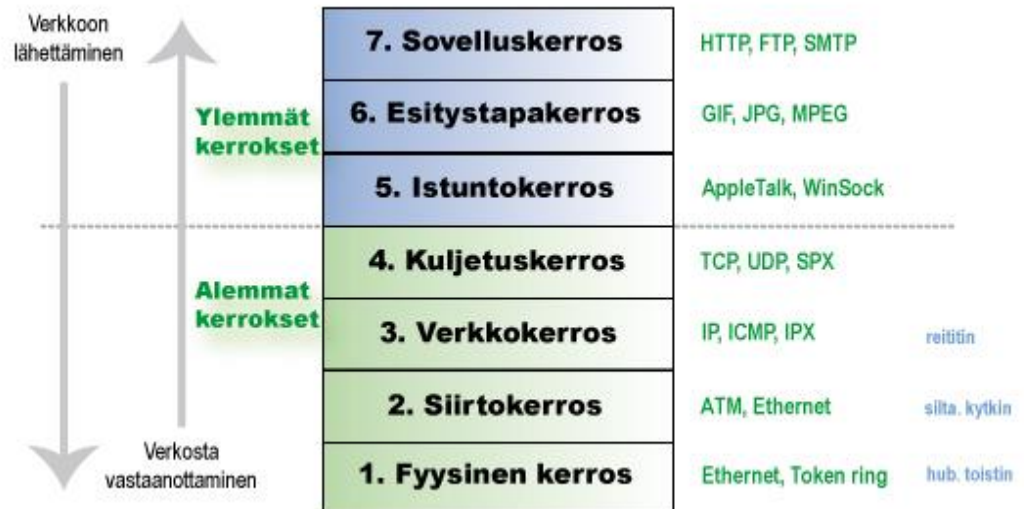 Verkkoon
lähettäminen
7. Sovelluskerros
HTTP, FTP, SMTP
Ylemmät
kerrokset
6. Esitystapakerros
GIF, JPG, MPEG
5. Istuntokerros
AppleTalk, WinSock
4. Kuljetuskerros
TCP, UDP, SPX
Alemmat
kerrokset
3. Verkkokerros
IP, ICMP, IPX
reititin
2. Siirtokerros
ATM, Ethernet
silta. kytkin
Verkosta
vastaanottaminen
1. Fyysinen kerros
Ethernet, Token ring
hub. toistin